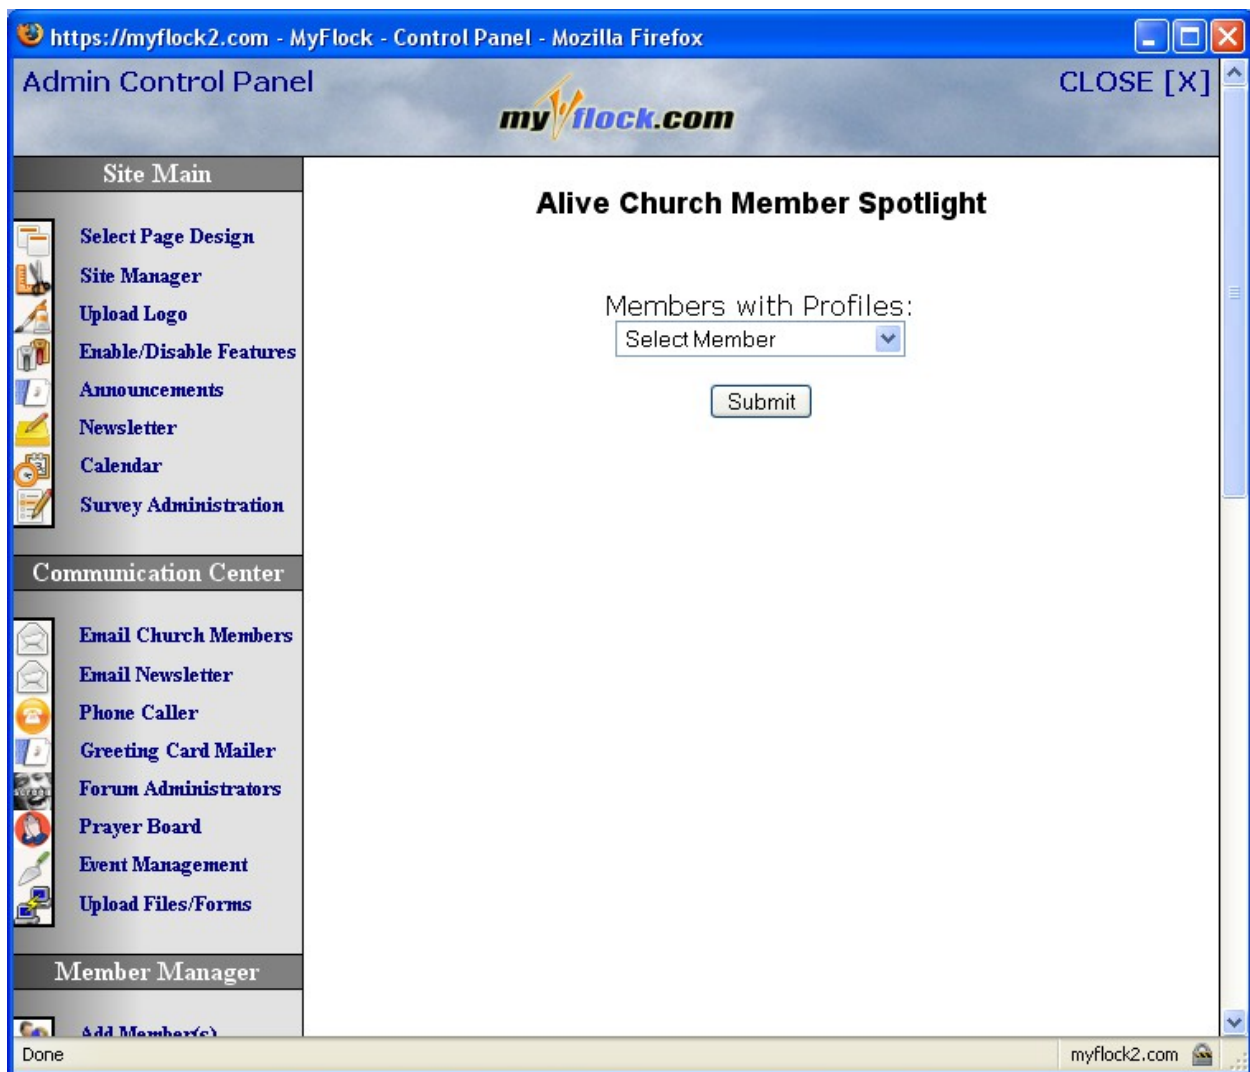 https://myflock2.com - MyFlock - Control Panel - Mozilla Firefox
Admin Control Panel
CLOSE [X]
myflock.com
Site Main
Select Page Design
Site Manager
Upload Logo
Enable/Disable Features
Announcements
Newsletter
Calendar
Survey Administration
Communication Center
Email Church Members
Email Newsletter
Phone Caller
Greeting Card Mailer
Forum Administrators
Prayer Board
Event Management
Upload Files/Forms
Member Manager
Add Member(s)
Alive Church Member Spotlight
Members with Profiles:
Select Member
Submit
Done
myflock2.com